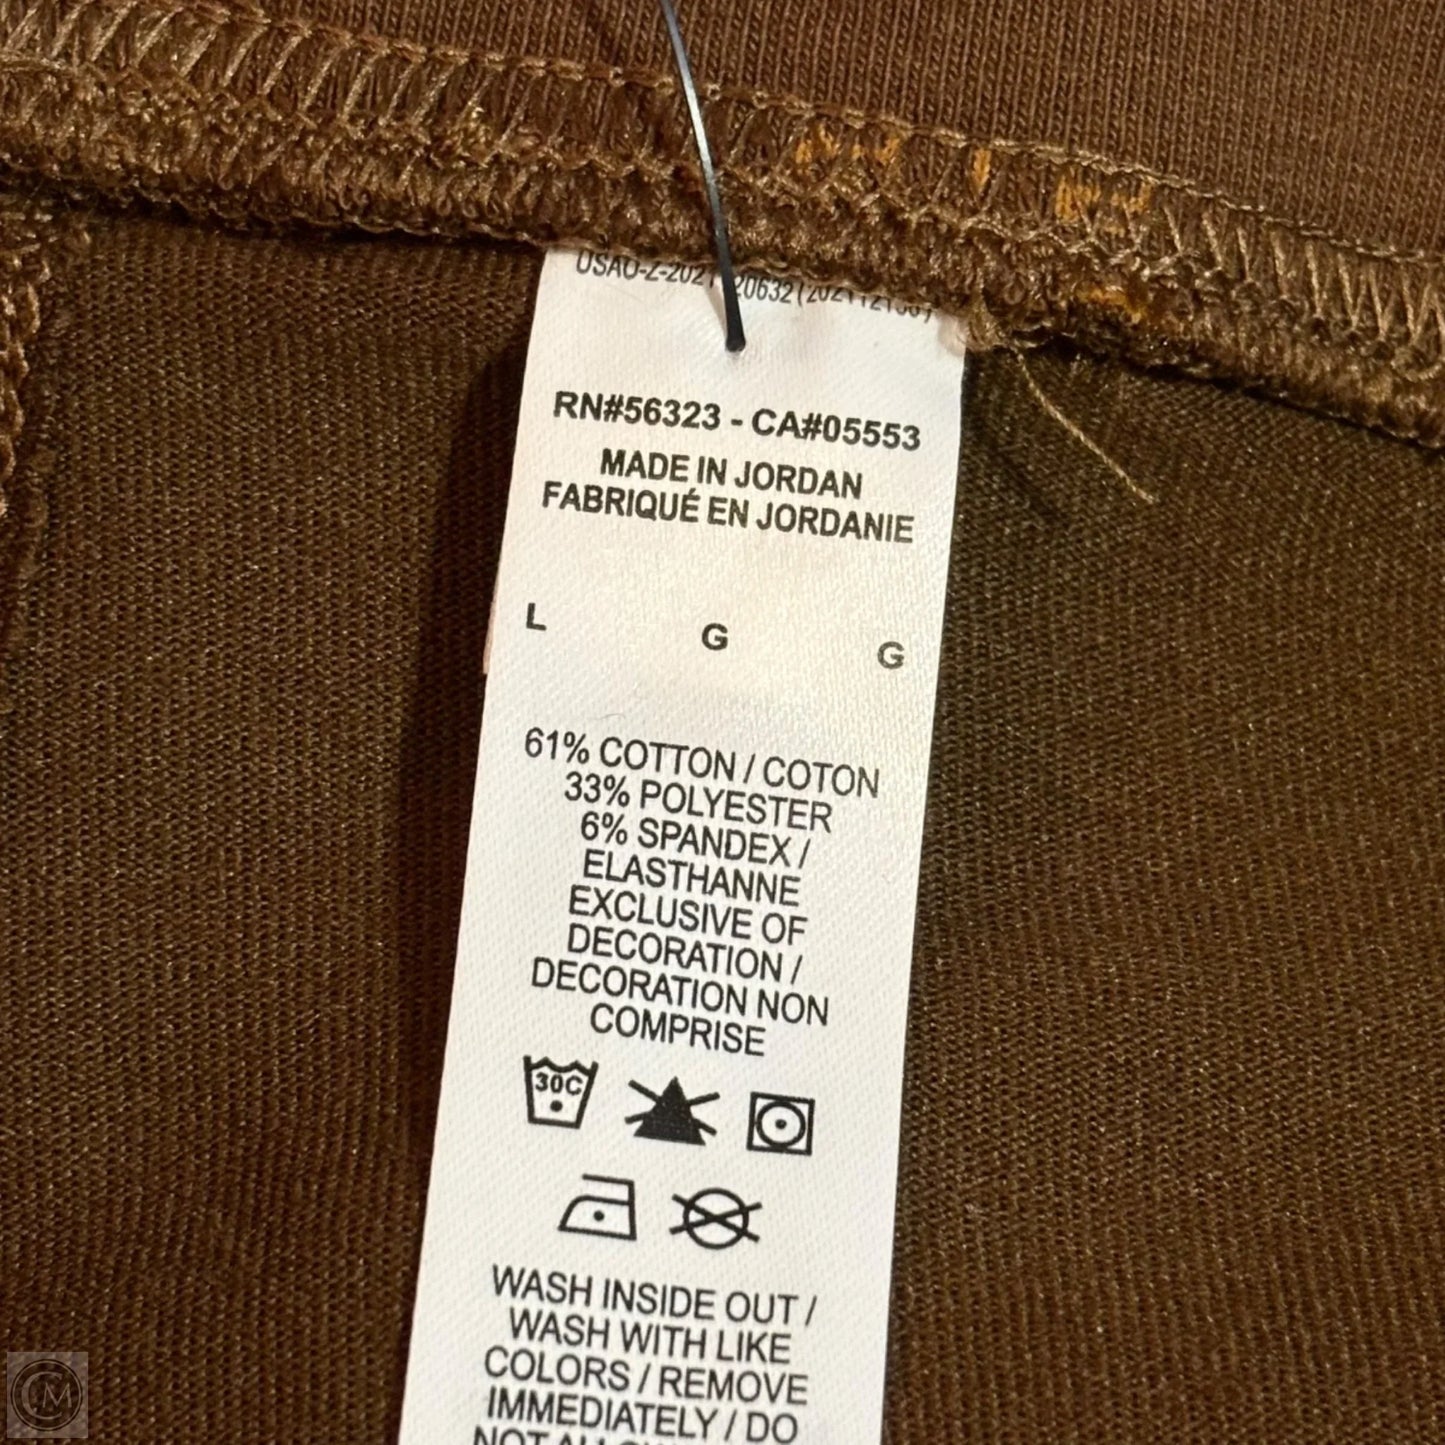 RN#56323 - CA#05553
MADE IN JORDAN
FABRIQUÉ EN JORDANIE
L G G
61% COTTON / COTON
33% POLYESTER
6% SPANDEX /
ELASTHANNE
EXCLUSIVE OF
DECORATION /
DECORATION NON
COMPRISE
30C
WASH INSIDE OUT /
WASH WITH LIKE
COLORS / REMOVE
IMMEDIATELY / DO
CM